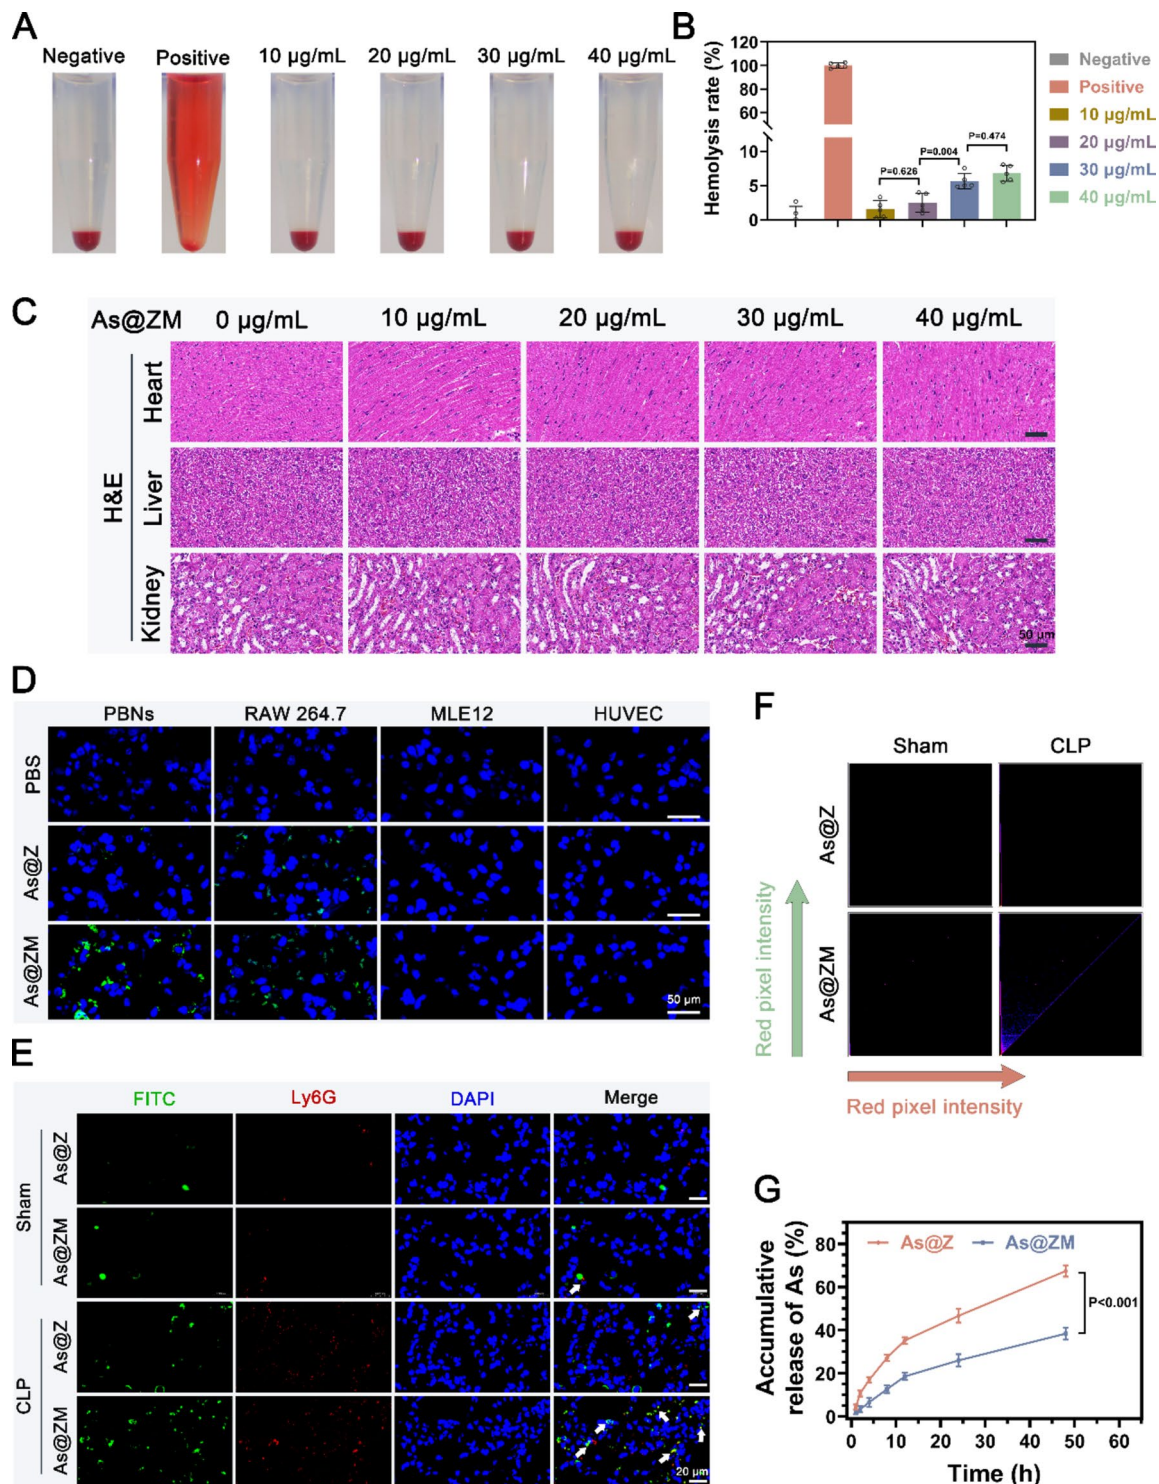 A
Negative Positive 10 µg/mL 20 µg/mL 30 µg/mL 40 µg/mL
B
Hemolysis rate (%)
120
100
80
60
10
5
0
P=0.626
P=0.004
P=0.474
Negative
Positive
10 µg/mL
20 µg/mL
30 µg/mL
40 µg/mL
C
As@ZM 0 µg/mL 10 µg/mL 20 µg/mL 30 µg/mL 40 µg/mL
H&E
Heart
Liver
Kidney
50 µm
D
PBNs RAW 264.7 MLE12 HUVEC
PBS
As@Z
As@ZM
50 µm
E
FITC Ly6G DAPI Merge
Sham
As@Z
As@ZM
CLP
As@Z
As@ZM
20 µm
F
Sham CLP
As@Z
As@ZM
Red pixel intensity
Red pixel intensity
G
Accumulative
release of As (%)
80
60
40
20
0
As@Z As@ZM
P<0.001
0 10 20 30 40 50 60
Time (h)